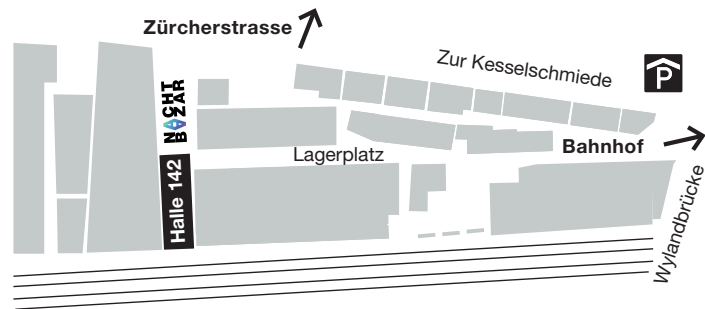 Zürcherstrasse
Zur Kesselschmiede
P
NACHT
BAZAR
Lagerplatz
Bahnhof
Halle 142
Wylandbrücke